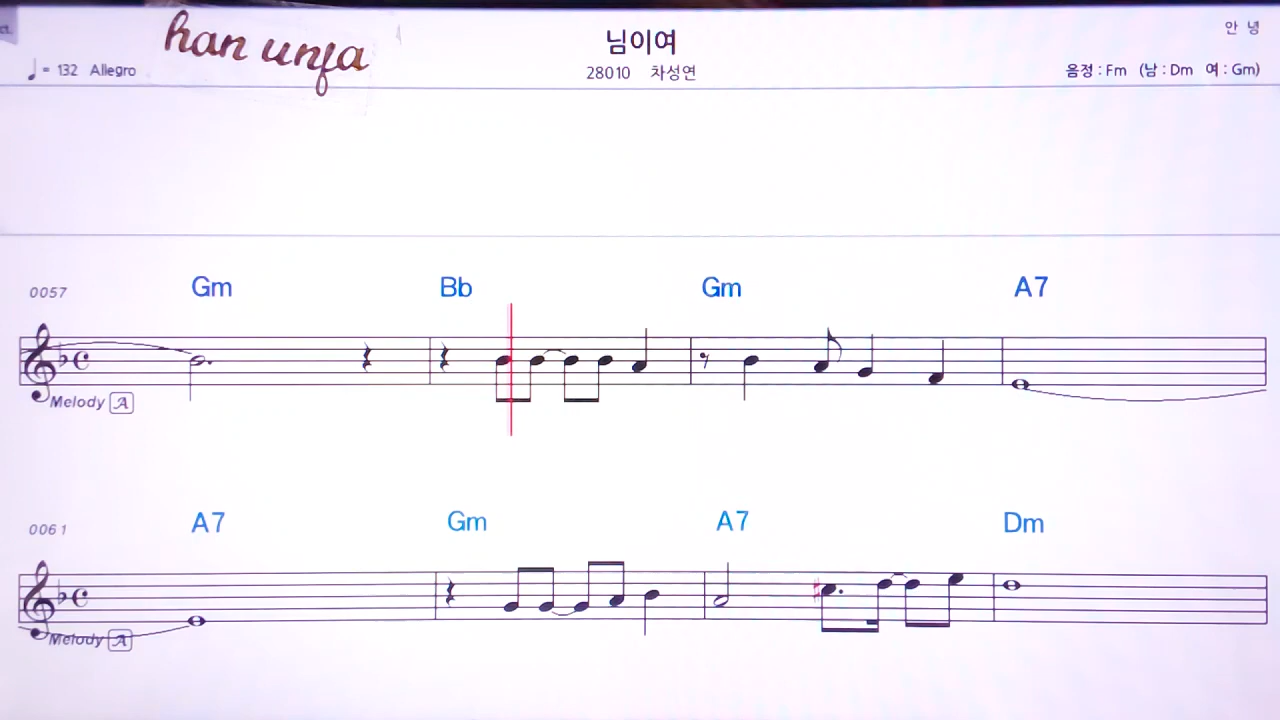 ct.
han unja
님이여
안 녕
♩= 132 Allegro
28010 차성연
음정 : Fm (남 : Dm 여 : Gm)
0057 Gm Bb Gm A7
Melody A
0061 A7 Gm A7 Dm
Melody A